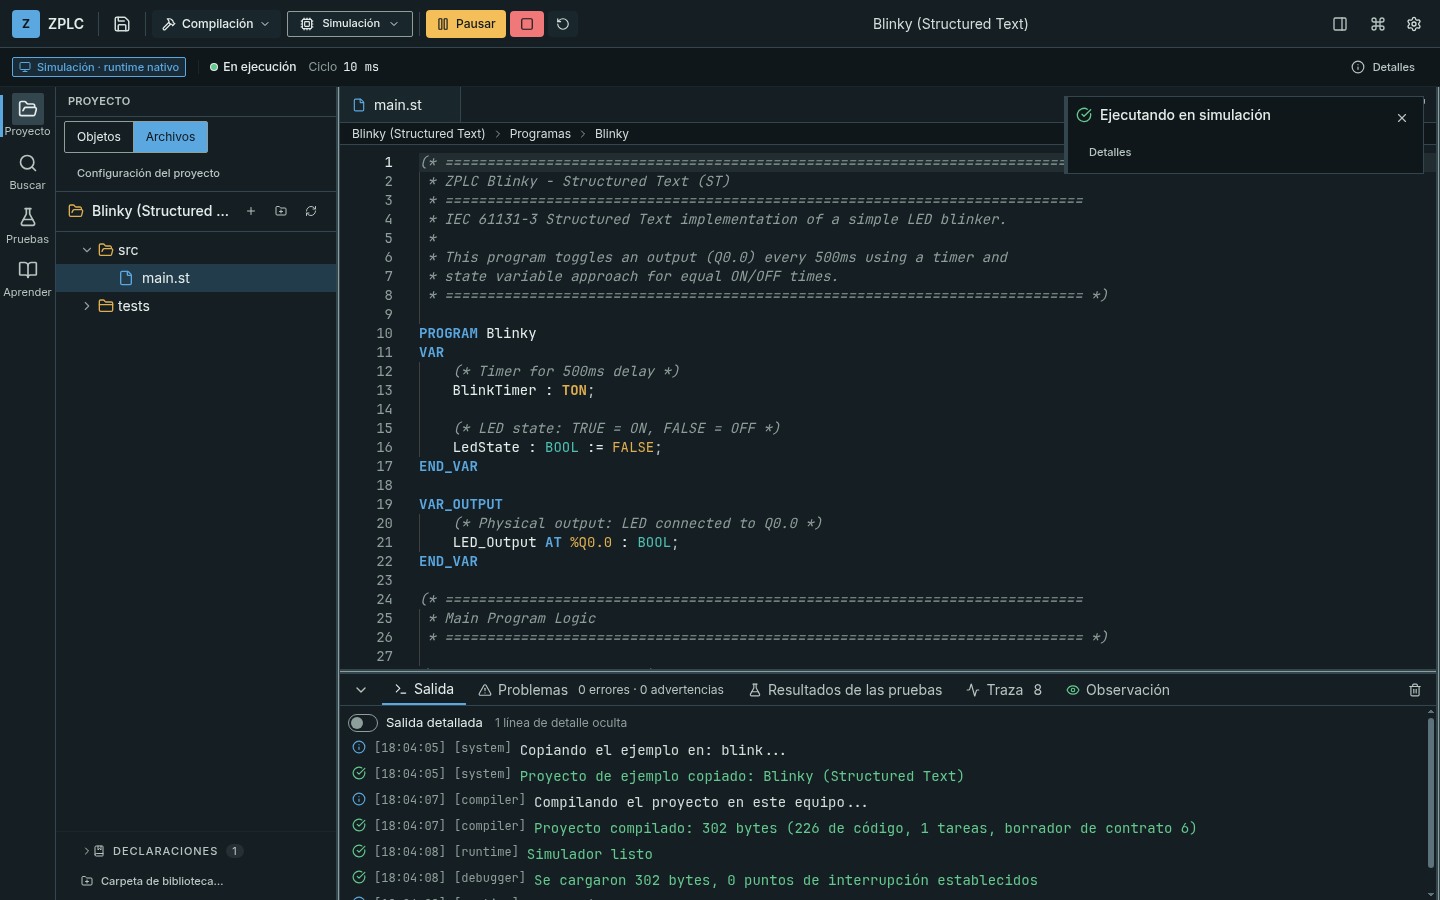 Z ZPLC Compilación Simulación Pausar Blinky (Structured Text)
Simulación · runtime nativo En ejecución Ciclo 10 ms Detalles
Proyecto
Buscar
Pruebas
Aprender
PROYECTO
Objetos Archivos
Configuración del proyecto
Blinky (Structured ...
src
main.st
tests
DECLARACIONES 1
Carpeta de biblioteca...
main.st
Blinky (Structured Text) > Programas > Blinky
Ejecutando en simulación
Detalles
1 (* ============================================================================
2 * ZPLC Blinky - Structured Text (ST)
3 * ============================================================================
4 * IEC 61131-3 Structured Text implementation of a simple LED blinker.
5 *
6 * This program toggles an output (Q0.0) every 500ms using a timer and
7 * state variable approach for equal ON/OFF times.
8 * ============================================================================ *)
9
10 PROGRAM Blinky
11 VAR
12 (* Timer for 500ms delay *)
13 BlinkTimer : TON;
14
15 (* LED state: TRUE = ON, FALSE = OFF *)
16 LedState : BOOL := FALSE;
17 END_VAR
18
19 VAR_OUTPUT
20 (* Physical output: LED connected to Q0.0 *)
21 LED_Output AT %Q0.0 : BOOL;
22 END_VAR
23
24 (* ============================================================================
25 * Main Program Logic
26 * ============================================================================ *)
27
Salida Problemas 0 errores · 0 advertencias Resultados de las pruebas Traza 8 Observación
Salida detallada 1 línea de detalle oculta
[18:04:05] [system] Copiando el ejemplo en: blink...
[18:04:05] [system] Proyecto de ejemplo copiado: Blinky (Structured Text)
[18:04:07] [compiler] Compilando el proyecto en este equipo...
[18:04:07] [compiler] Proyecto compilado: 302 bytes (226 de código, 1 tareas, borrador de contrato 6)
[18:04:08] [runtime] Simulador listo
[18:04:08] [debugger] Se cargaron 302 bytes, 0 puntos de interrupción establecidos